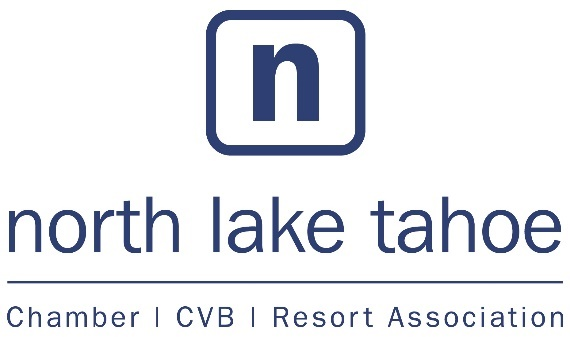 n
north lake tahoe
Chamber | CVB | Resort Association